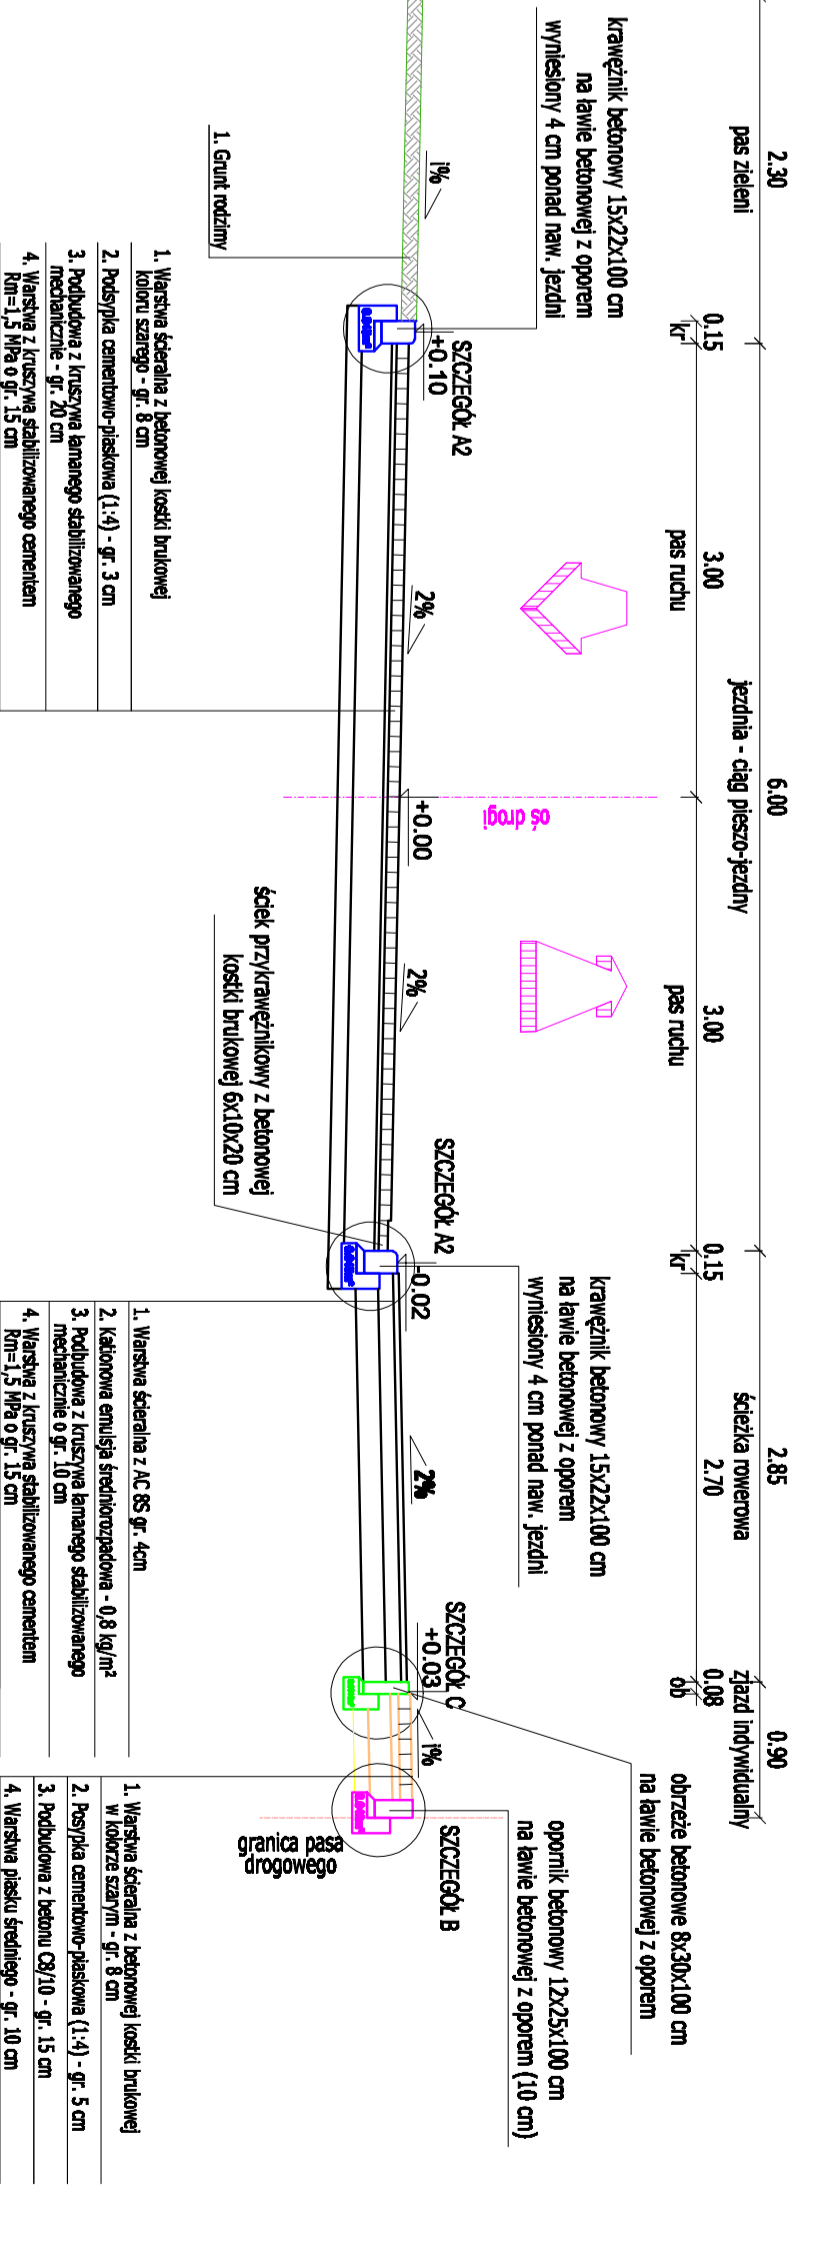 2.30
pas zieleni
6.00
jezdnia - ciąg pieszo-jezdny
2.85
ścieżka rowerowa
0.90
zjazd indywidualny
0.15
kr
3.00
pas ruchu
3.00
pas ruchu
0.15
kr
2.70
0.08
ob
krawężnik betonowy 15x22x100 cm
na ławie betonowej z oporem
wyniesiony 4 cm ponad naw. jezdni
oś drogi
krawężnik betonowy 15x22x100 cm
na ławie betonowej z oporem
wyniesiony 4 cm ponad naw. jezdni
obrzeże betonowe 8x30x100 cm
na ławie betonowej z oporem
opornik betonowy 12x25x100 cm
na ławie betonowej z oporem (10 cm)
i%
SZCZEGÓŁ A2
+0.10
2%
+0.00
2%
SZCZEGÓŁ A2
-0.02
2%
SZCZEGÓŁ C
+0.03
i%
SZCZEGÓŁ B
1. Grunt rodzimy
ściek przykrawężnikowy z betonowej
kostki brukowej 6x10x20 cm
granica pasa
drogowego
1. Warstwa ścieralna z betonowej kostki brukowej
koloru szarego - gr. 8 cm
2. Podsypka cementowo-piaskowa (1:4) - gr. 3 cm
3. Podbudowa z kruszywa łamanego stabilizowanego
mechanicznie - gr. 20 cm
4. Warstwa z kruszywa stabilizowanego cementem
Rm=1,5 MPa o gr. 15 cm
1. Warstwa ścieralna z AC 8S gr. 4cm
2. Kationowa emulsja średniorozpadowa - 0,8 kg/m²
3. Podbudowa z kruszywa łamanego stabilizowanego
mechanicznie o gr. 10 cm
4. Warstwa z kruszywa stabilizowanego cementem
Rm=1,5 MPa o gr. 15 cm
1. Warstwa ścieralna z betonowej kostki brukowej
w kolorze szarym - gr. 8 cm
2. Posypka cementowo-piaskowa (1:4) - gr. 5 cm
3. Podbudowa z betonu C8/10 - gr. 15 cm
4. Warstwa piasku średniego - gr. 10 cm